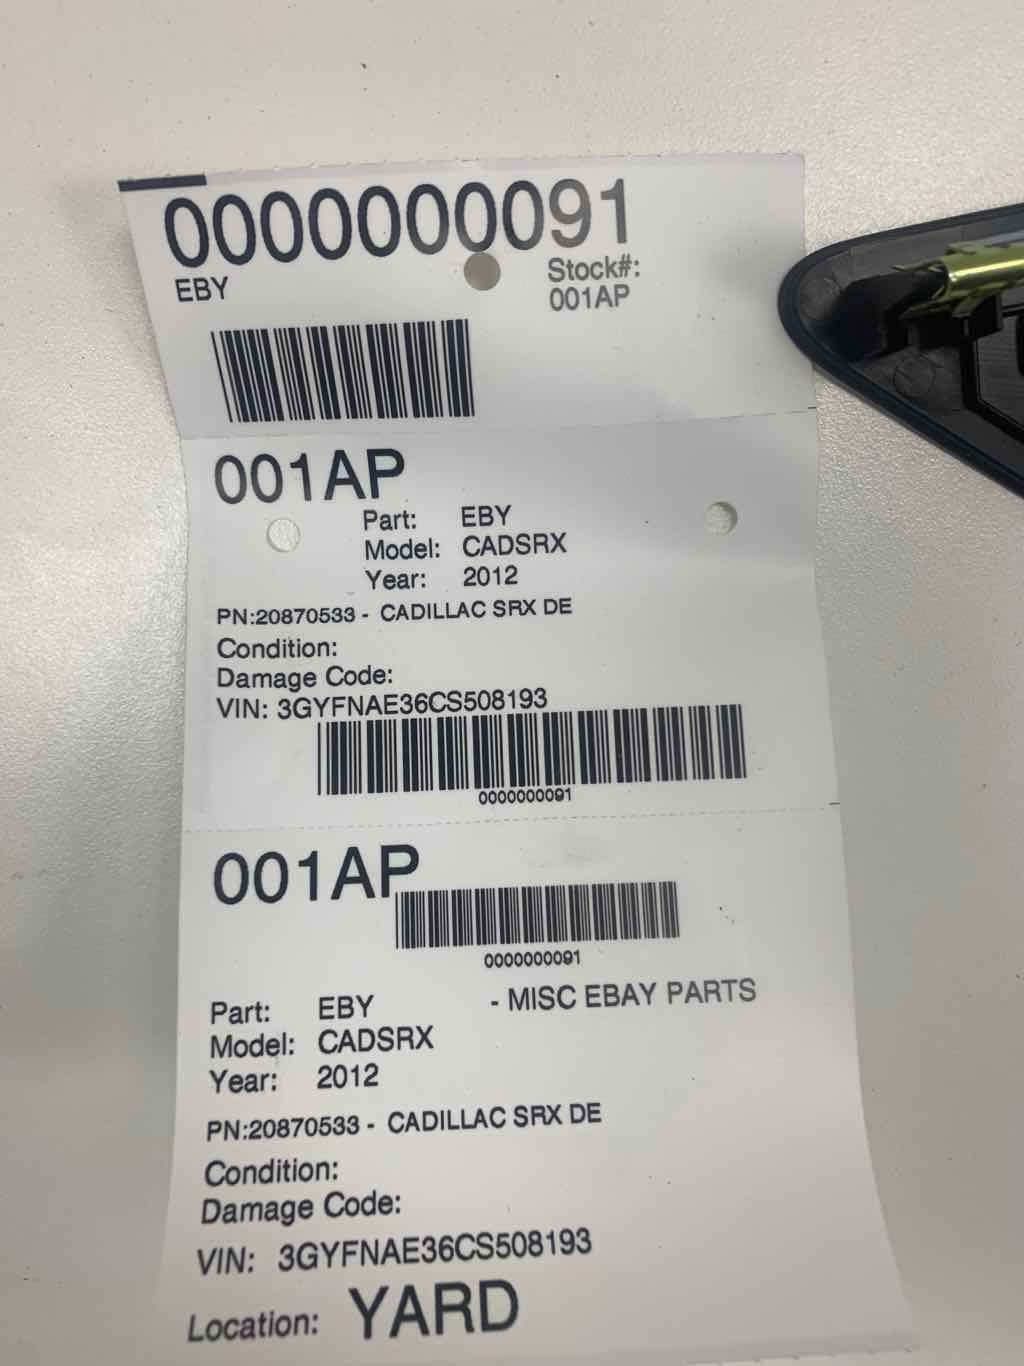 0000000091
EBY
Stock#:
001AP
001AP
Part: EBY
Model: CADSRX
Year: 2012
PN:20870533 - CADILLAC SRX DE
Condition:
Damage Code:
VIN: 3GYFNAE36CS508193
0000000091
001AP
0000000091
Part: EBY - MISC EBAY PARTS
Model: CADSRX
Year: 2012
PN:20870533 - CADILLAC SRX DE
Condition:
Damage Code:
VIN: 3GYFNAE36CS508193
Location: YARD